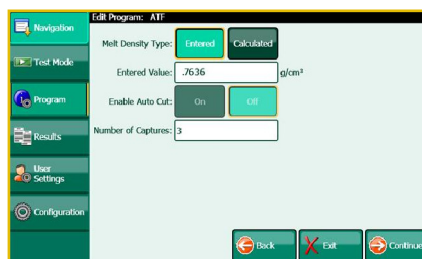 Edit Program: ATF
Navigation
Test Mode
Program
Results
User
Settings
Configuration
Melt Density Type: Entered Calculated
Entered Value: .7636 g/cm³
Enable Auto Cut: On Off
Number of Captures: 3
Back Exit Continue